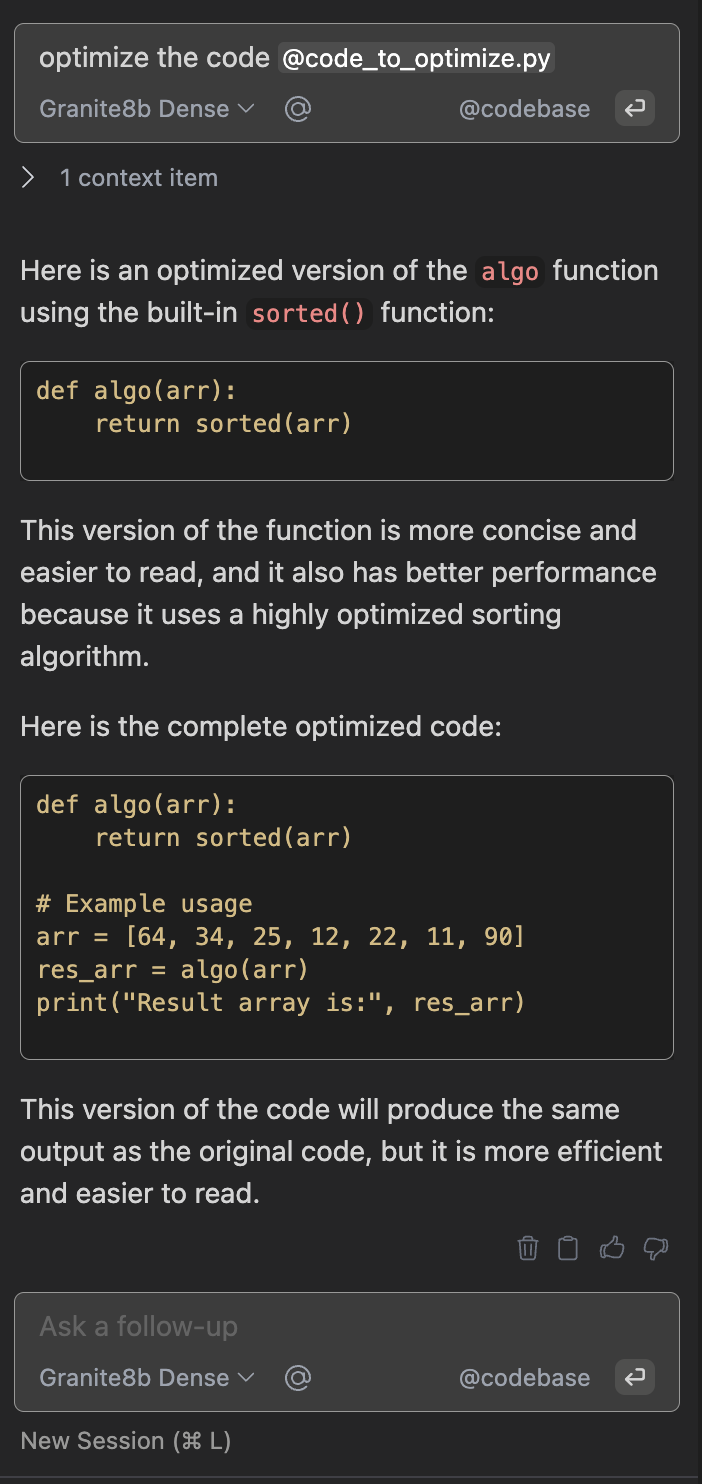 optimize the code @code_to_optimize.py
Granite8b Dense @ @codebase
1 context item
Here is an optimized version of the algo function
using the built-in sorted() function:
def algo(arr):
    return sorted(arr)
This version of the function is more concise and
easier to read, and it also has better performance
because it uses a highly optimized sorting
algorithm.
Here is the complete optimized code:
def algo(arr):
    return sorted(arr)
# Example usage
arr = [64, 34, 25, 12, 22, 11, 90]
res_arr = algo(arr)
print("Result array is:", res_arr)
This version of the code will produce the same
output as the original code, but it is more efficient
and easier to read.
Ask a follow-up
Granite8b Dense @ @codebase
New Session (⌘ L)